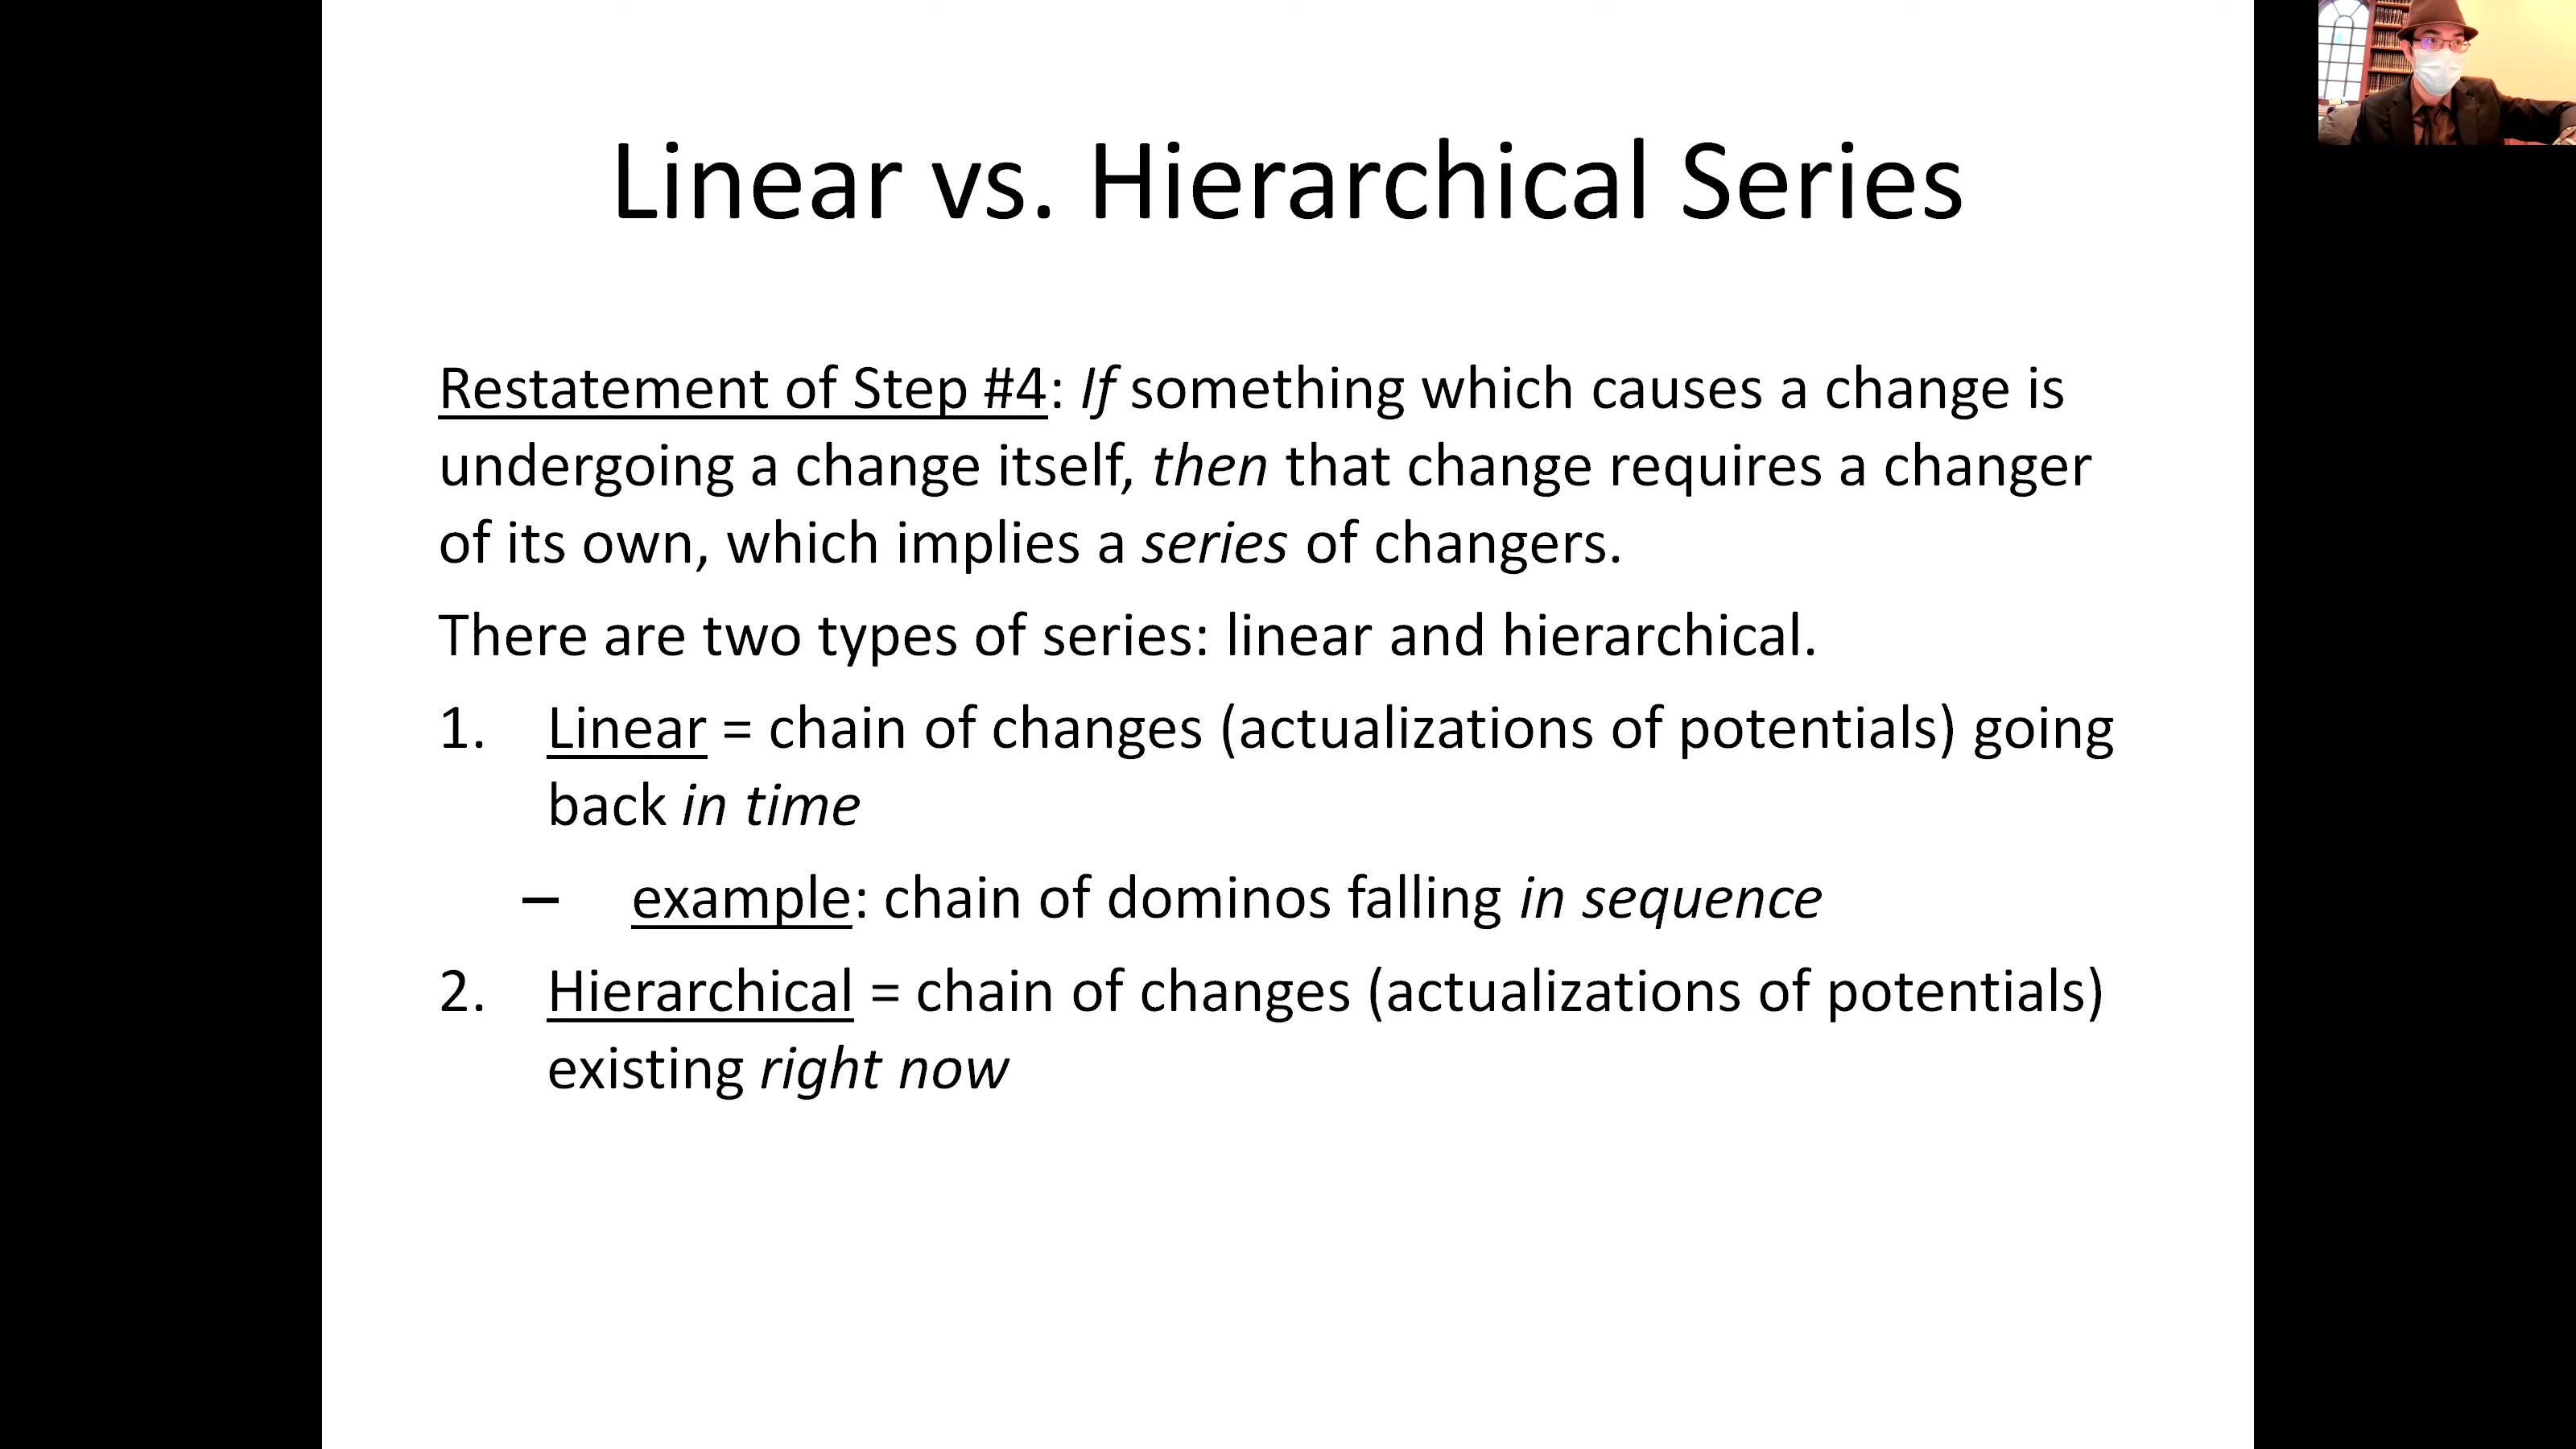 Linear vs. Hierarchical Series
Restatement of Step #4: If something which causes a change is
undergoing a change itself, then that change requires a changer
of its own, which implies a series of changers.
There are two types of series: linear and hierarchical.
1. Linear = chain of changes (actualizations of potentials) going
back in time
– example: chain of dominos falling in sequence
2. Hierarchical = chain of changes (actualizations of potentials)
existing right now